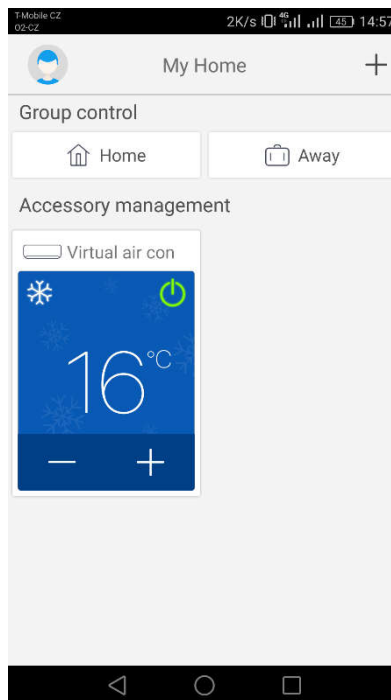 T-Mobile CZ
O2-CZ
2K/s 4G 45 14:57
My Home
Group control
Home Away
Accessory management
Virtual air con
16°C